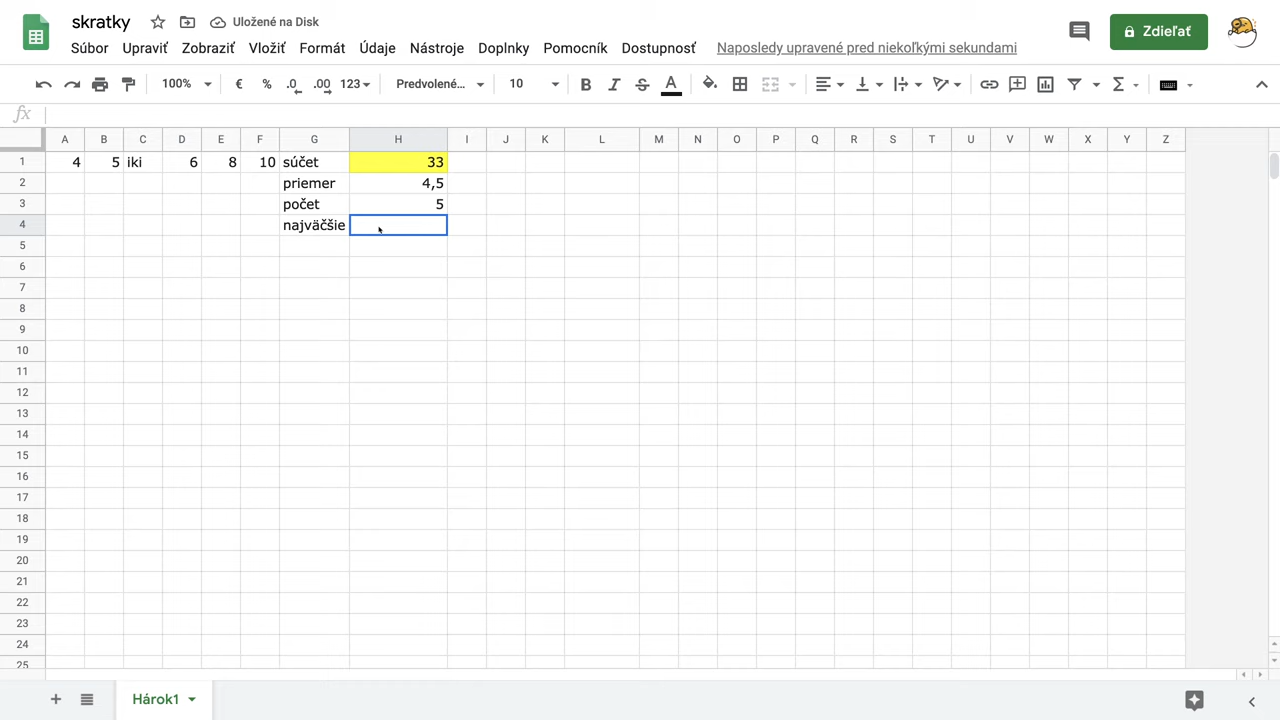 skratky Uložené na Disk
Zdieľať
Súbor Upraviť Zobraziť Vložiť Formát Údaje Nástroje Doplnky Pomocník Dostupnosť Naposledy upravené pred niekoľkými sekundami
100% € % .0 .00 123 Predvolené... 10 B I S A Σ
fx
A B C D E F G H I J K L M N O P Q R S T U V W X Y Z
1 4 5 iki 6 8 10 súčet 33
2 priemer 4,5
3 počet 5
4 najväčšie
5
6
7
8
9
10
11
12
13
14
15
16
17
18
19
20
21
22
23
24
25
+ Hárok1